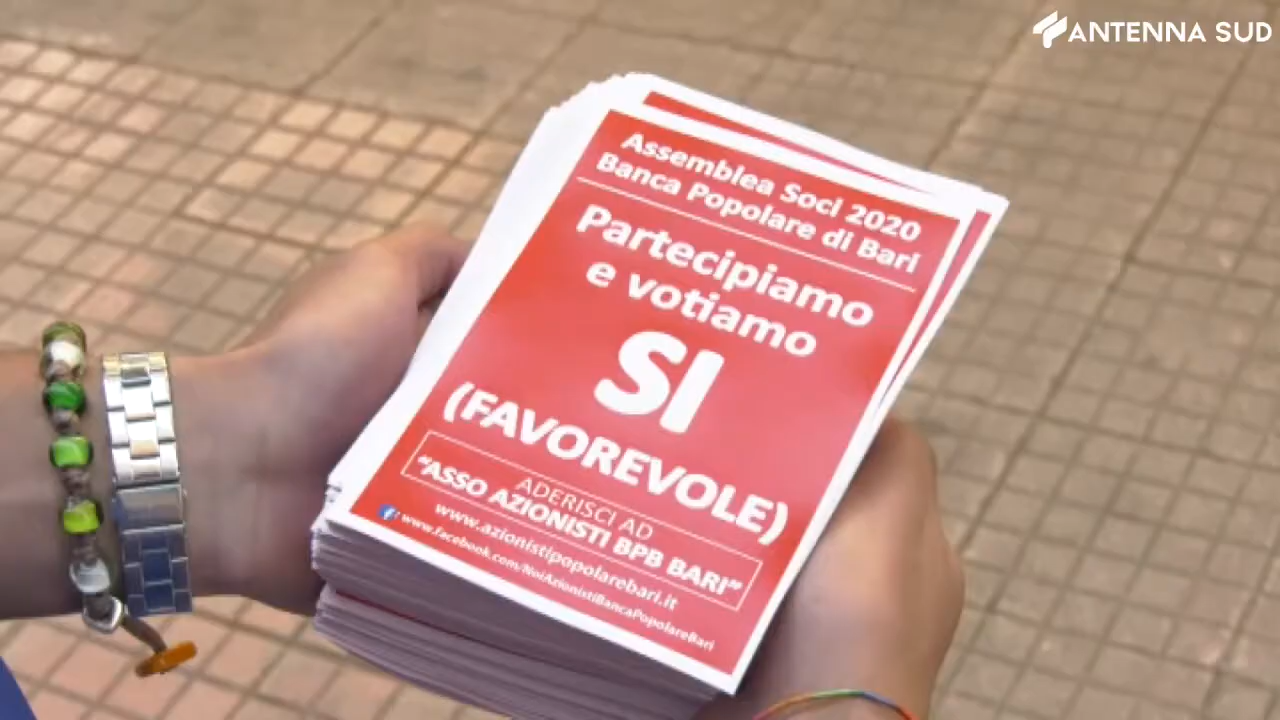 ANTENNA SUD
Assemblea Soci 2020
Banca Popolare di Bari
Partecipiamo
e votiamo
SI
(FAVOREVOLE)
ADERISCI AD
"ASSO AZIONISTI BPB BARI"
www.azionistipopolarebari.it
www.facebook.com/NoiAzionistiBancaPopolareBari